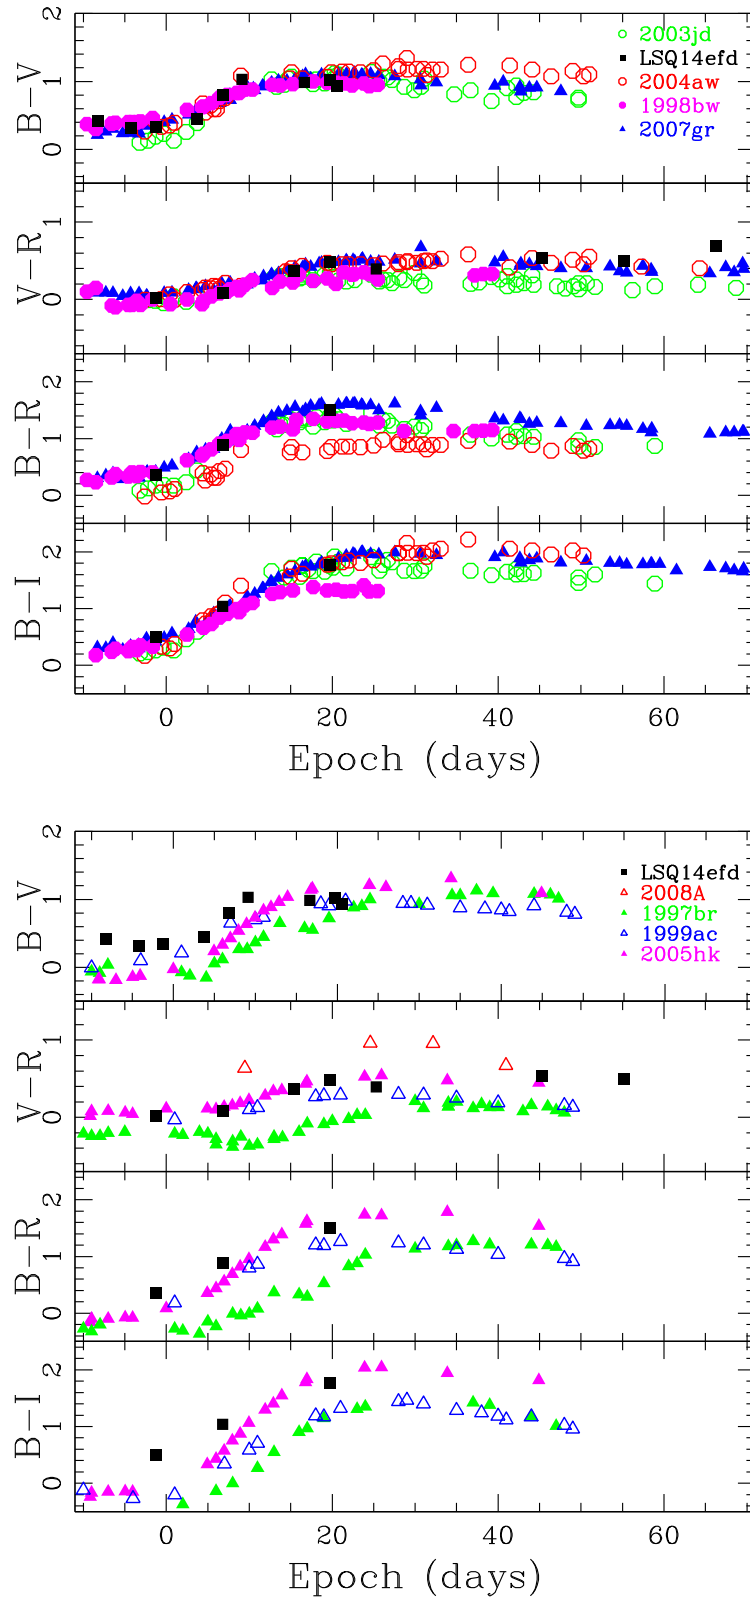 2
1
0
B−V
2003jd
LSQ14efd
2004aw
1998bw
2007gr
1
0
V−R
2
1
0
B−R
2
1
0
B−I
0 20 40 60
Epoch (days)
2
1
0
B−V
LSQ14efd
2008A
1997br
1999ac
2005hk
1
0
V−R
2
1
0
B−R
2
1
0
B−I
0 20 40 60
Epoch (days)